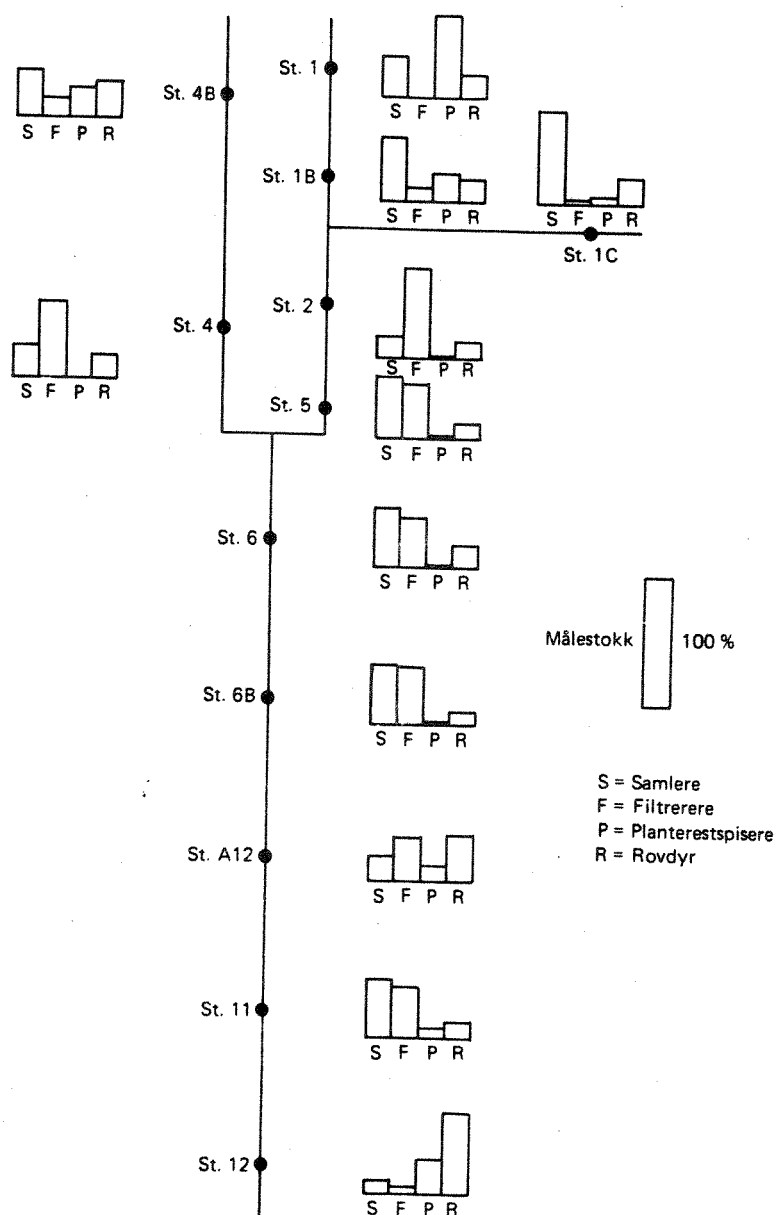 St. 4B
S F P R
St. 1
S F P R
St. 1B
S F P R
S F P R
St. 1C
St. 4
S F P R
St. 2
S F P R
St. 5
S F P R
St. 6
S F P R
Målestokk 100 %
St. 6B
S F P R
S = Samlere
F = Filtrerere
P = Planterestspisere
R = Rovdyr
St. A12
S F P R
St. 11
S F P R
St. 12
S F P R